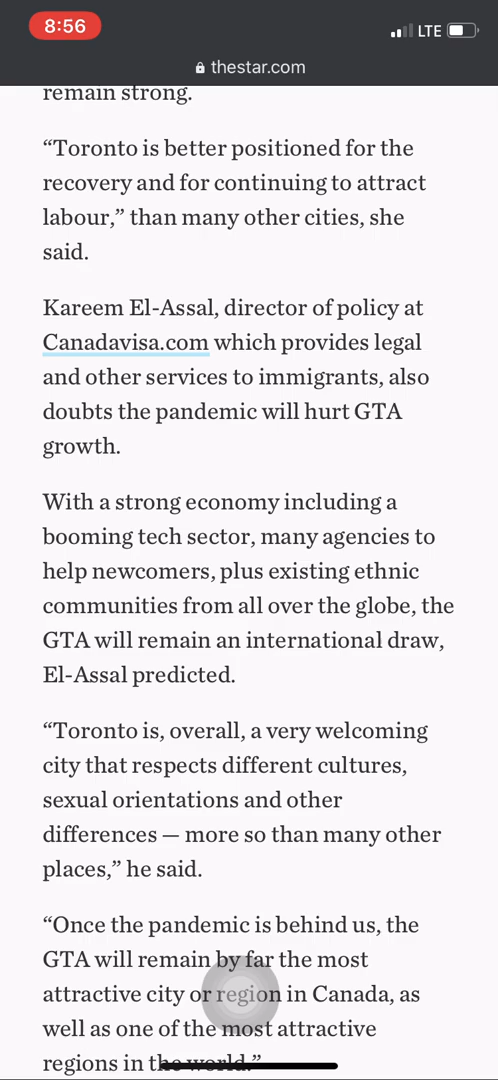 8:56
LTE
thestar.com
remain strong.
“Toronto is better positioned for the
recovery and for continuing to attract
labour,” than many other cities, she
said.
Kareem El-Assal, director of policy at
Canadavisa.com which provides legal
and other services to immigrants, also
doubts the pandemic will hurt GTA
growth.
With a strong economy including a
booming tech sector, many agencies to
help newcomers, plus existing ethnic
communities from all over the globe, the
GTA will remain an international draw,
El-Assal predicted.
“Toronto is, overall, a very welcoming
city that respects different cultures,
sexual orientations and other
differences — more so than many other
places,” he said.
“Once the pandemic is behind us, the
GTA will remain by far the most
attractive city or region in Canada, as
well as one of the most attractive
regions in the world.”